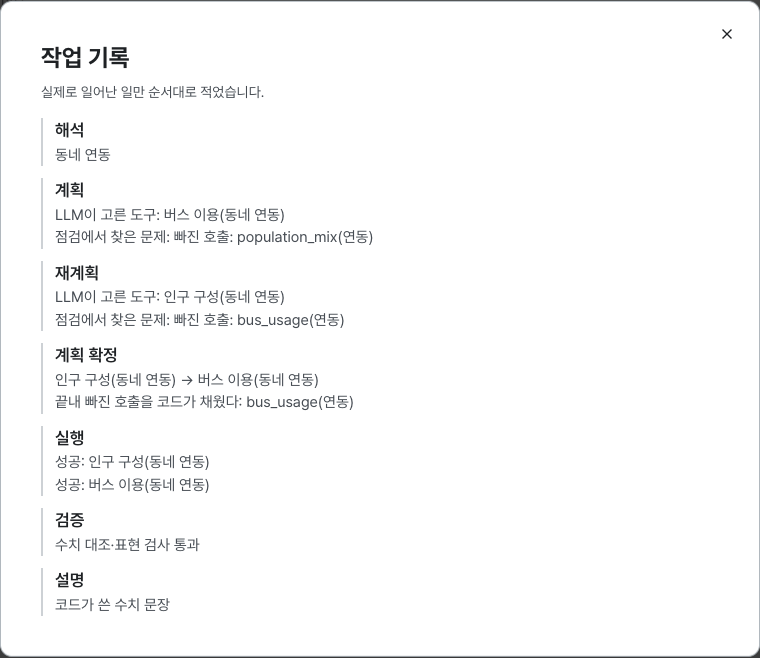 작업 기록
실제로 일어난 일만 순서대로 적었습니다.
해석
동네 연동
계획
LLM이 고른 도구: 버스 이용(동네 연동)
점검에서 찾은 문제: 빠진 호출: population_mix(연동)
재계획
LLM이 고른 도구: 인구 구성(동네 연동)
점검에서 찾은 문제: 빠진 호출: bus_usage(연동)
계획 확정
인구 구성(동네 연동) → 버스 이용(동네 연동)
끝내 빠진 호출을 코드가 채웠다: bus_usage(연동)
실행
성공: 인구 구성(동네 연동)
성공: 버스 이용(동네 연동)
검증
수치 대조·표현 검사 통과
설명
코드가 쓴 수치 문장